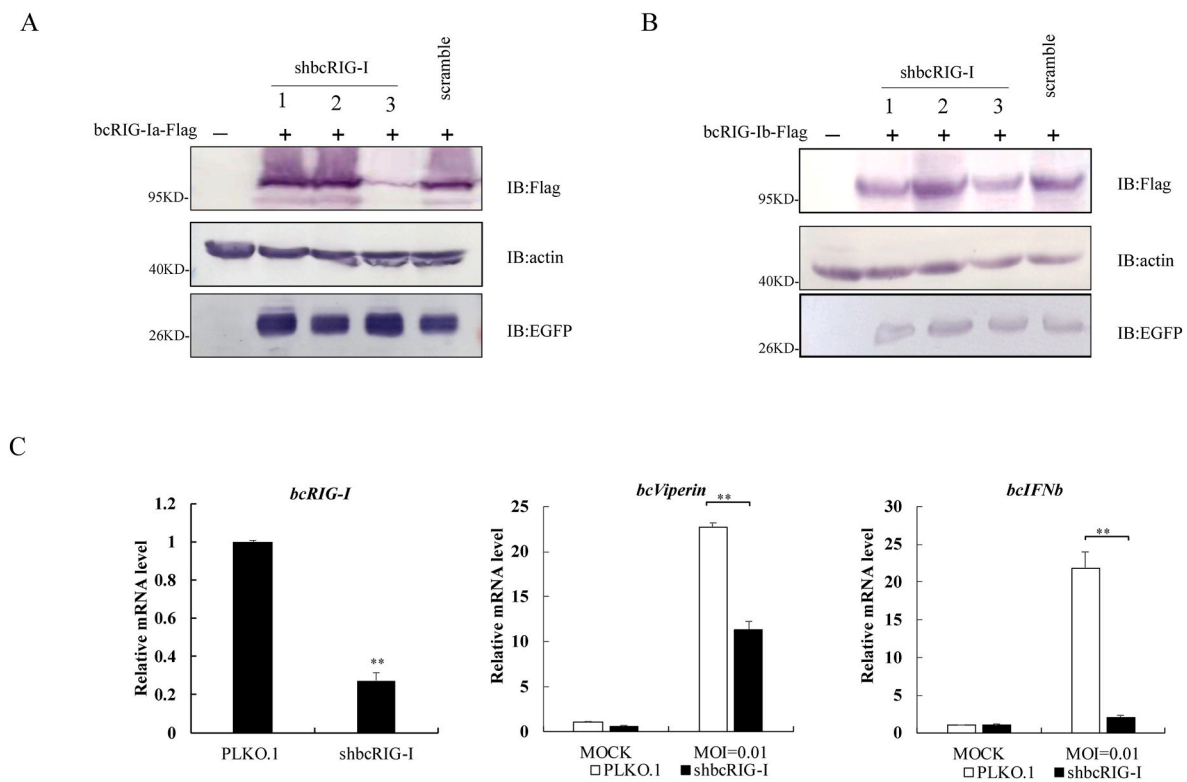 A
shbcRIG-I
scramble
1 2 3
bcRIG-Ia-Flag — + + + +
95KD-
IB:Flag
40KD-
IB:actin
26KD-
IB:EGFP
B
shbcRIG-I
scramble
1 2 3
bcRIG-Ib-Flag — + + + +
95KD-
IB:Flag
40KD-
IB:actin
26KD-
IB:EGFP
C
bcRIG-I
Relative mRNA level
1.2
1
0.8
0.6
0.4
0.2
0
**
PLKO.1 shbcRIG-I
bcViperin
Relative mRNA level
25
20
15
10
5
0
**
MOCK MOI=0.01
PLKO.1 shbcRIG-I
bcIFNb
Relative mRNA level
30
25
20
15
10
5
0
**
MOCK MOI=0.01
PLKO.1 shbcRIG-I